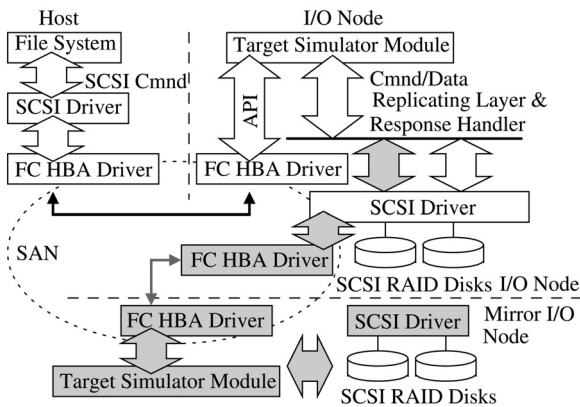 Host
I/O Node
File System
Target Simulator Module
SCSI Cmnd
SCSI Driver
API
Cmnd/Data
Replicating Layer &
Response Handler
FC HBA Driver
FC HBA Driver
SCSI Driver
SAN
FC HBA Driver
SCSI RAID Disks I/O Node
FC HBA Driver
SCSI Driver
Mirror I/O
Node
Target Simulator Module
SCSI RAID Disks